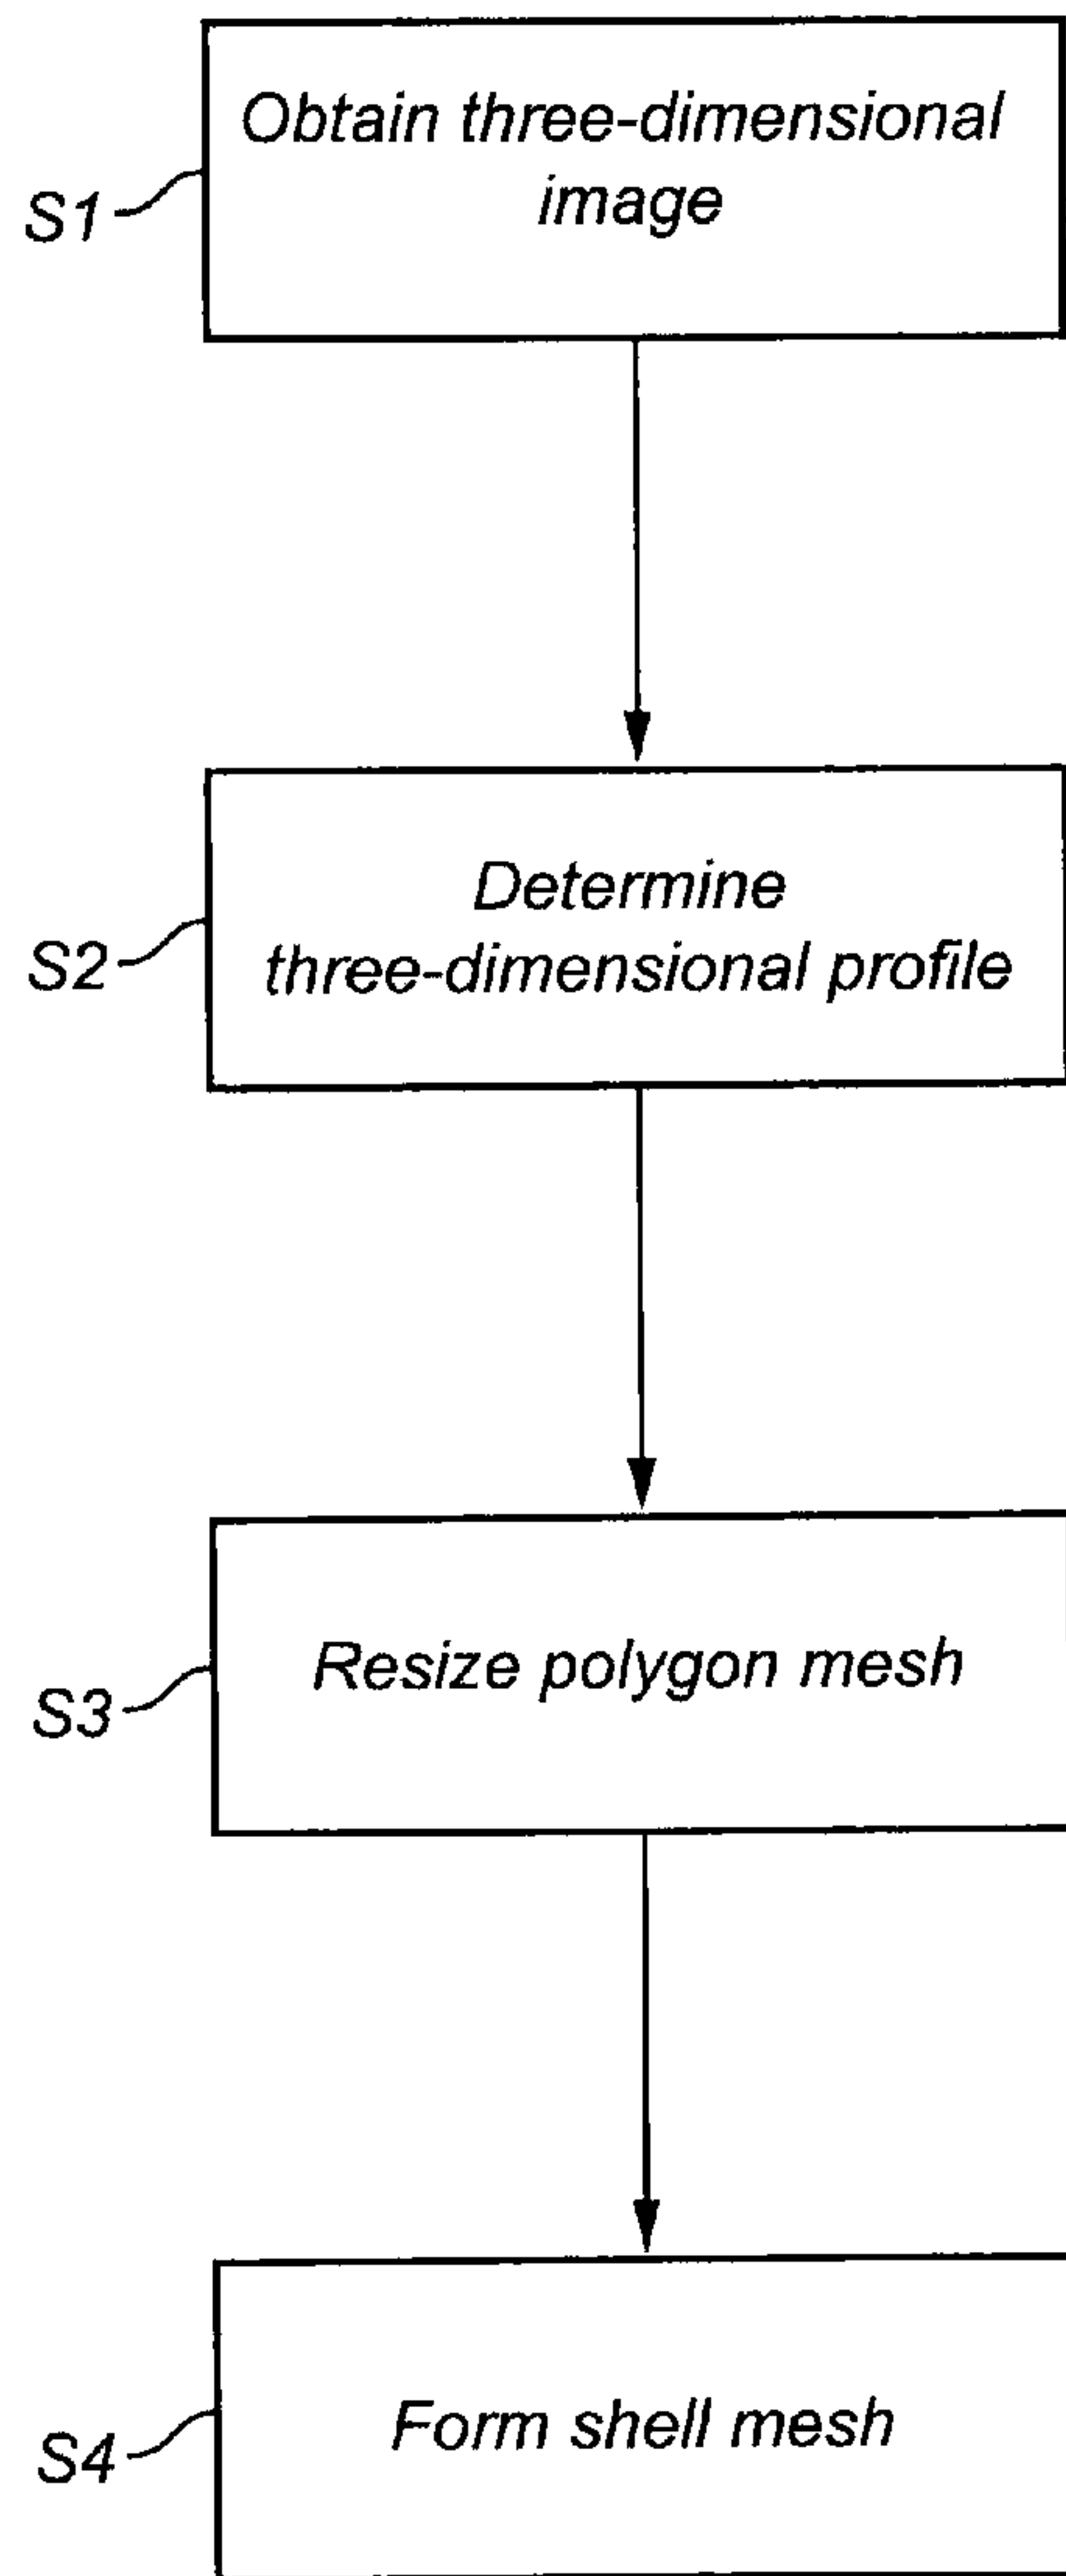 Obtain three-dimensional
image
S1
Determine
three-dimensional profile
S2
Resize polygon mesh
S3
Form shell mesh
S4